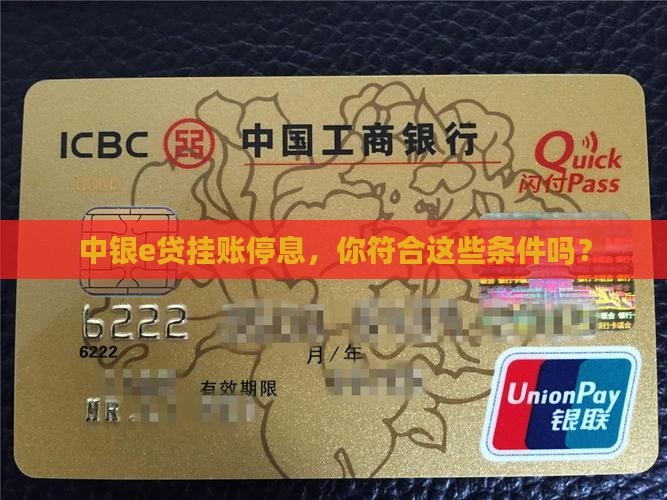 ICBC 中国工商银行
Quick
闪付Pass
中银e贷挂账停息，你符合这些条件吗？
6222
6222
月/年
有效期限
MR.
UnionPay
银联